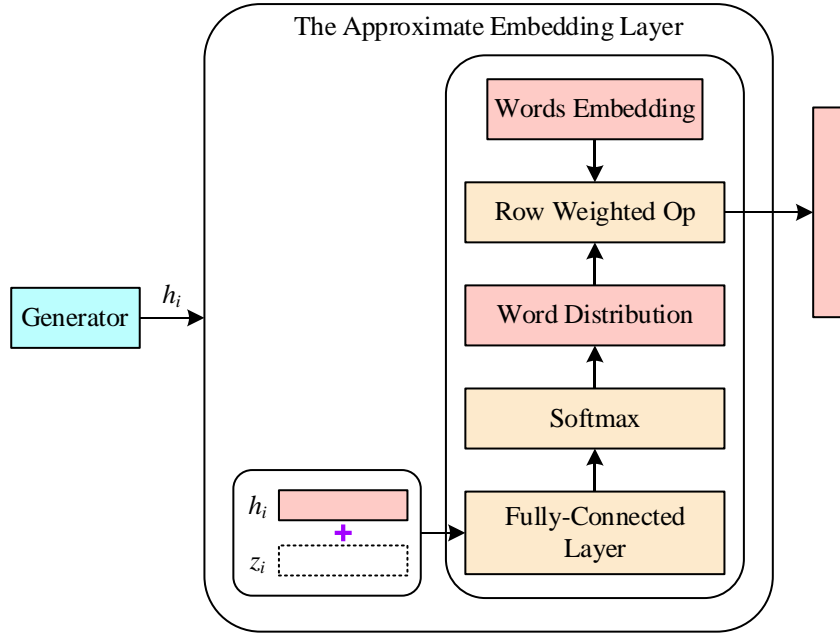 The Approximate Embedding Layer
Words Embedding
Row Weighted Op
Word Distribution
Softmax
Fully-Connected
Layer
Generator
h_i
h_i
+
z_i